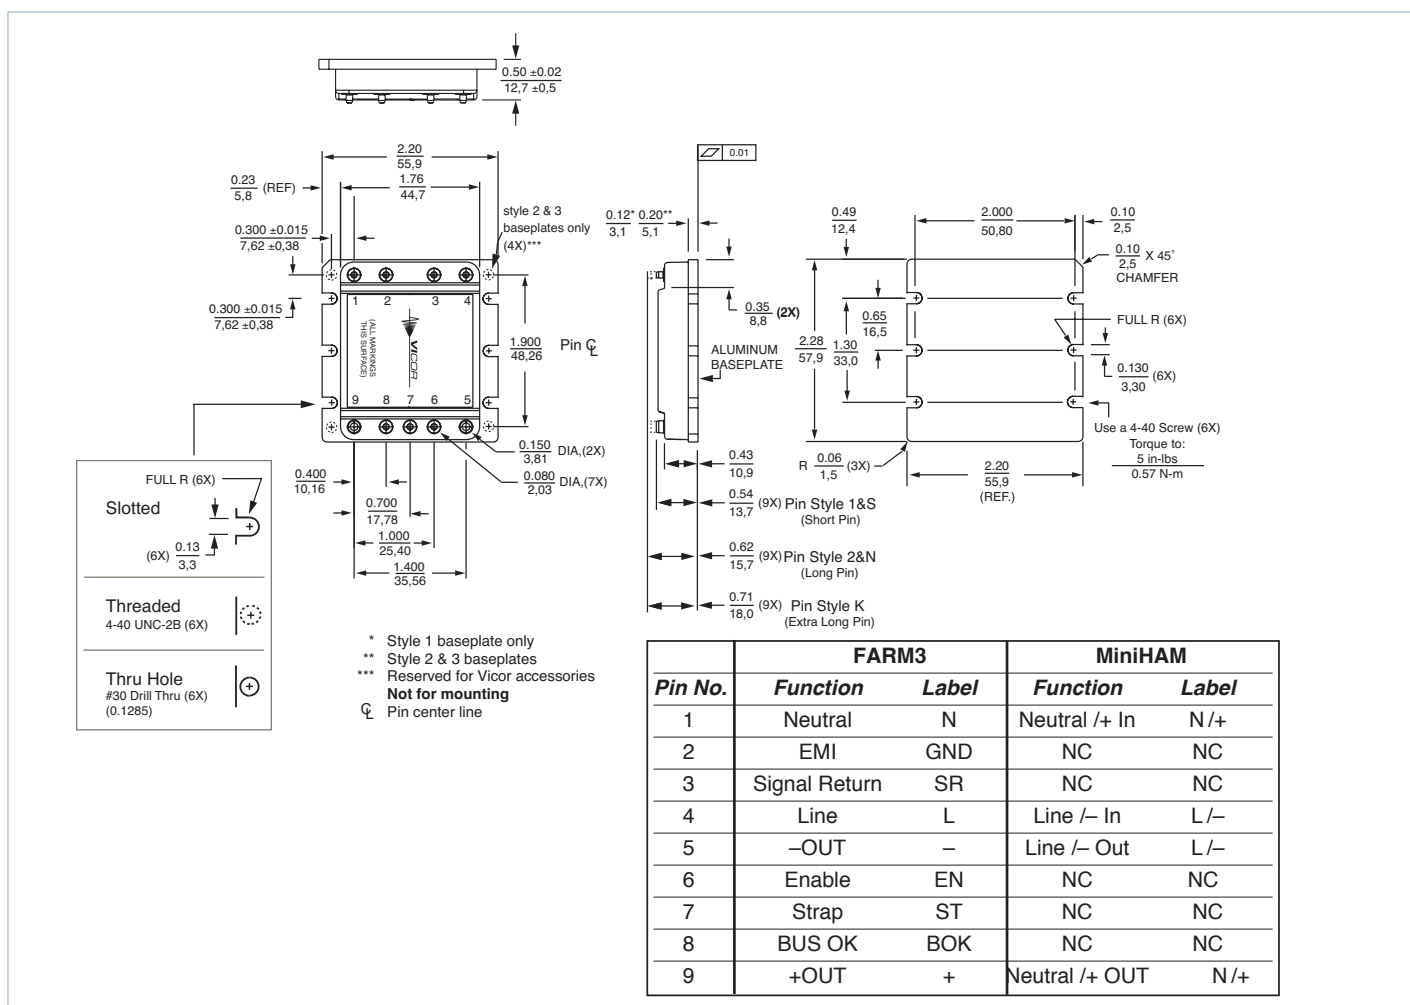 0.50 ±0.02
12,7 ±0,5
2.20
55,9
0.23
5,8
(REF)
1.76
44,7
0.300 ±0.015
7,62 ±0,38
style 2 & 3
baseplates only
(4X)***
0.300 ±0.015
7,62 ±0,38
1 2 3 4
(ALL MARKINGS
THIS SURFACE)
VICOR
9 8 7 6 5
1.900
48,26
Pin CL
0.150
3,81
DIA,(2X)
0.080
2,03
DIA,(7X)
0.400
10,16
0.700
17,78
1.000
25,40
1.400
35,56
0.01
0.12*
3,1
0.20**
5,1
0.35
8,8
(2X)
ALUMINUM
BASEPLATE
0.43
10,9
0.54
13,7
(9X) Pin Style 1&S
(Short Pin)
0.62
15,7
(9X) Pin Style 2&N
(Long Pin)
0.71
18,0
(9X) Pin Style K
(Extra Long Pin)
0.49
12,4
2.000
50,80
0.10
2,5
0.10
2,5
X 45˚
CHAMFER
0.65
16,5
2.28
57,9
1.30
33,0
FULL R (6X)
0.130
3,30
(6X)
Use a 4-40 Screw (6X)
Torque to:
5 in-lbs
0.57 N-m
R 0.06
1,5
(3X)
2.20
55,9
(REF.)
FULL R (6X)
Slotted
(6X) 0.13
3,3
Threaded
4-40 UNC-2B (6X)
Thru Hole
#30 Drill Thru (6X)
(0.1285)
* Style 1 baseplate only
** Style 2 & 3 baseplates
*** Reserved for Vicor accessories
Not for mounting
CL Pin center line
FARM3 MiniHAM
Pin No. Function Label Function Label
1 Neutral N Neutral /+ In N /+
2 EMI GND NC NC
3 Signal Return SR NC NC
4 Line L Line /– In L /–
5 –OUT – Line /– Out L /–
6 Enable EN NC NC
7 Strap ST NC NC
8 BUS OK BOK NC NC
9 +OUT + Neutral /+ OUT N /+